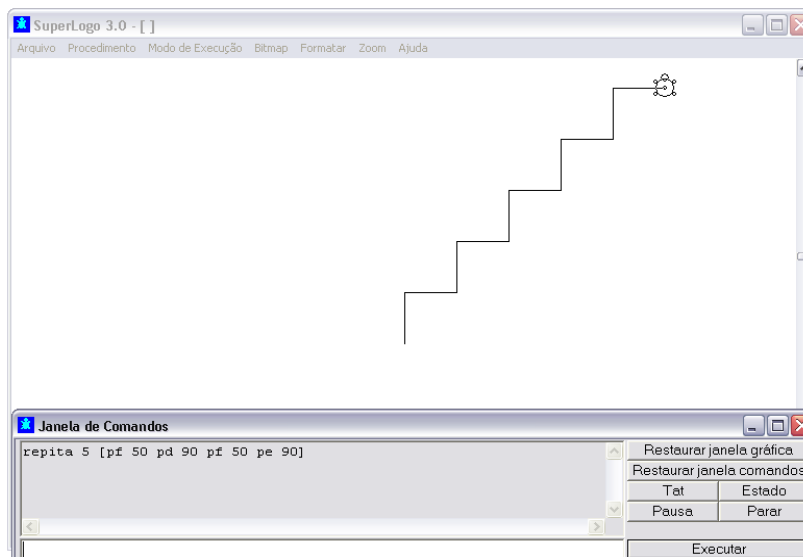 SuperLogo 3.0 - [ ]
Arquivo Procedimento Modo de Execução Bitmap Formatar Zoom Ajuda
Janela de Comandos
repita 5 [pf 50 pd 90 pf 50 pe 90]
Restaurar janela gráfica
Restaurar janela comandos
Tat Estado
Pausa Parar
Executar